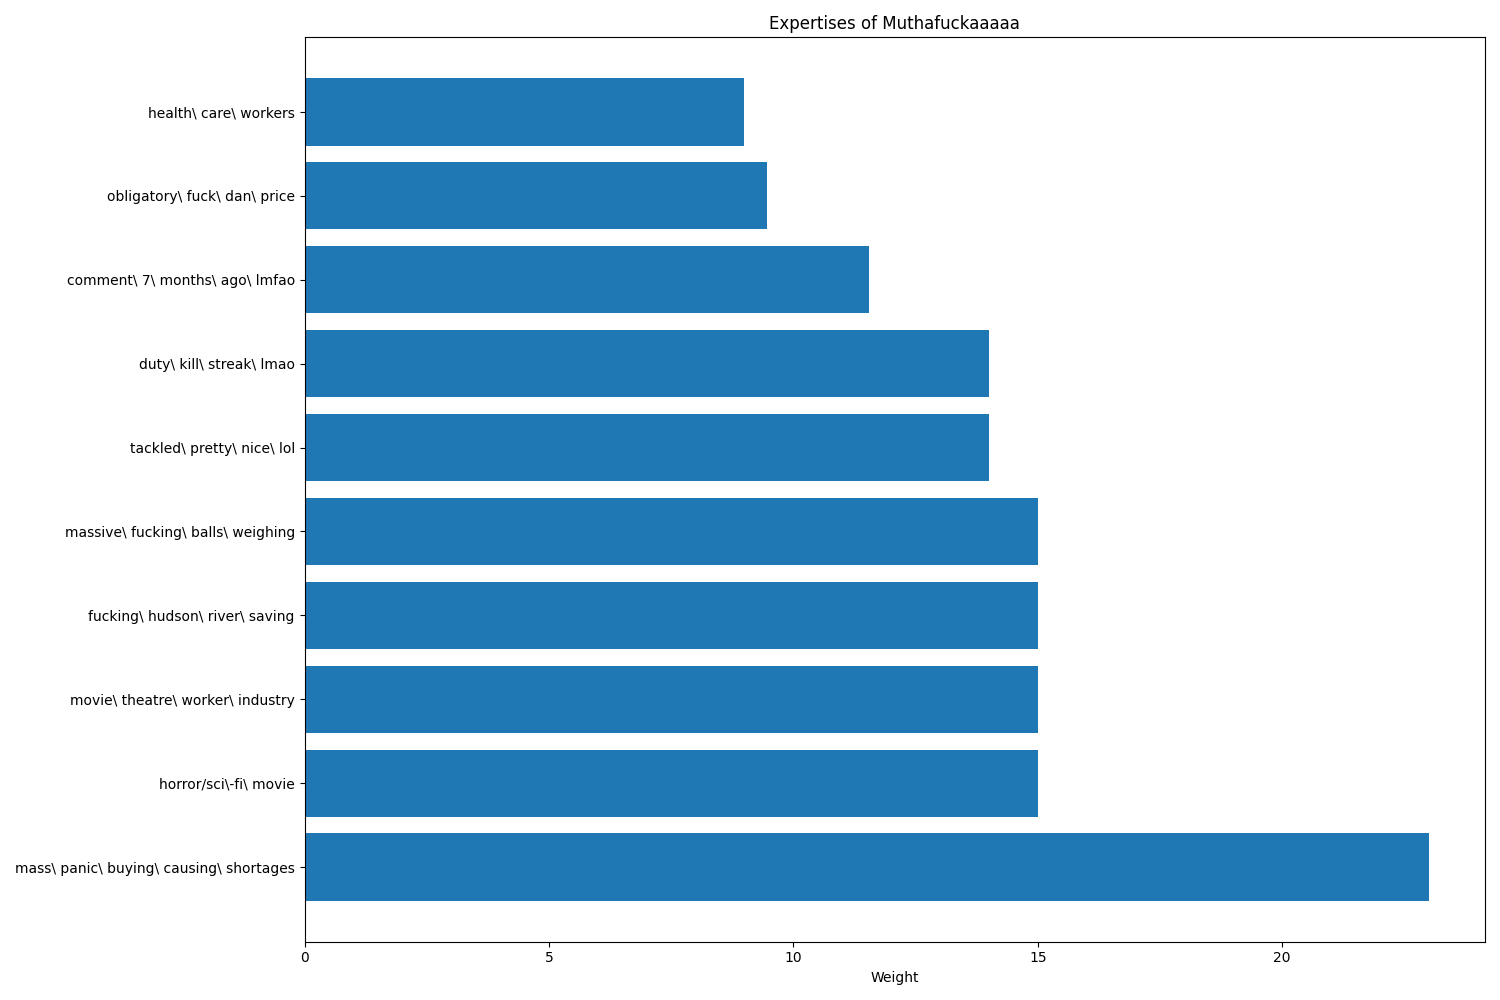 Expertises of Muthafuckaaaaa
health\ care\ workers
obligatory\ fuck\ dan\ price
comment\ 7\ months\ ago\ lmfao
duty\ kill\ streak\ lmao
tackled\ pretty\ nice\ lol
massive\ fucking\ balls\ weighing
fucking\ hudson\ river\ saving
movie\ theatre\ worker\ industry
horror/sci\-fi\ movie
mass\ panic\ buying\ causing\ shortages
0 5 10 15 20
Weight